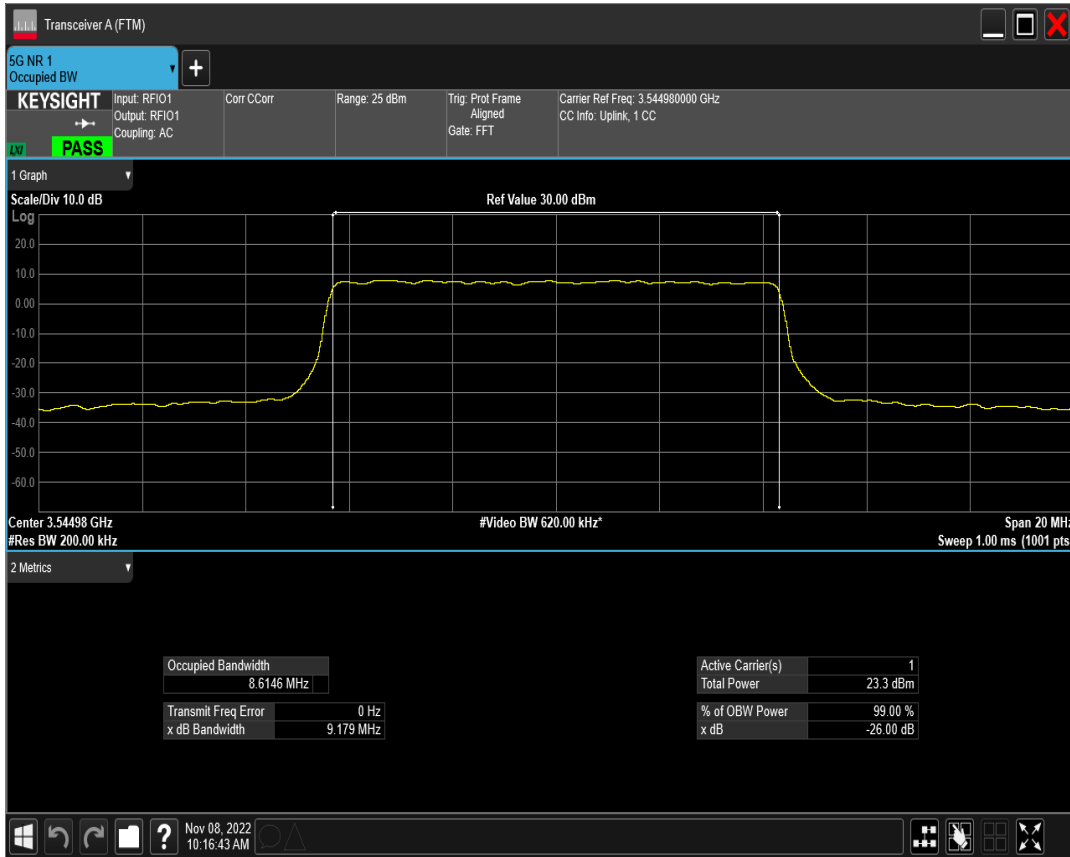 Transceiver A (FTM)
5G NR 1
Occupied BW
+
KEYSIGHT
LXI
PASS
Input: RFIO1
Output: RFIO1
Coupling: AC
Corr CCorr
Range: 25 dBm
Trig: Prot Frame
Aligned
Gate: FFT
Carrier Ref Freq: 3.544980000 GHz
CC Info: Uplink, 1 CC
1 Graph
Scale/Div 10.0 dB
Ref Value 30.00 dBm
Log
20.0
10.0
0.00
-10.0
-20.0
-30.0
-40.0
-50.0
-60.0
Center 3.54498 GHz
#Video BW 620.00 kHz*
Span 20 MHz
#Res BW 200.00 kHz
Sweep 1.00 ms (1001 pts
2 Metrics
Occupied Bandwidth
8.6146 MHz
Transmit Freq Error 0 Hz
x dB Bandwidth 9.179 MHz
Active Carrier(s) 1
Total Power 23.3 dBm
% of OBW Power 99.00 %
x dB -26.00 dB
?
Nov 08, 2022
10:16:43 AM